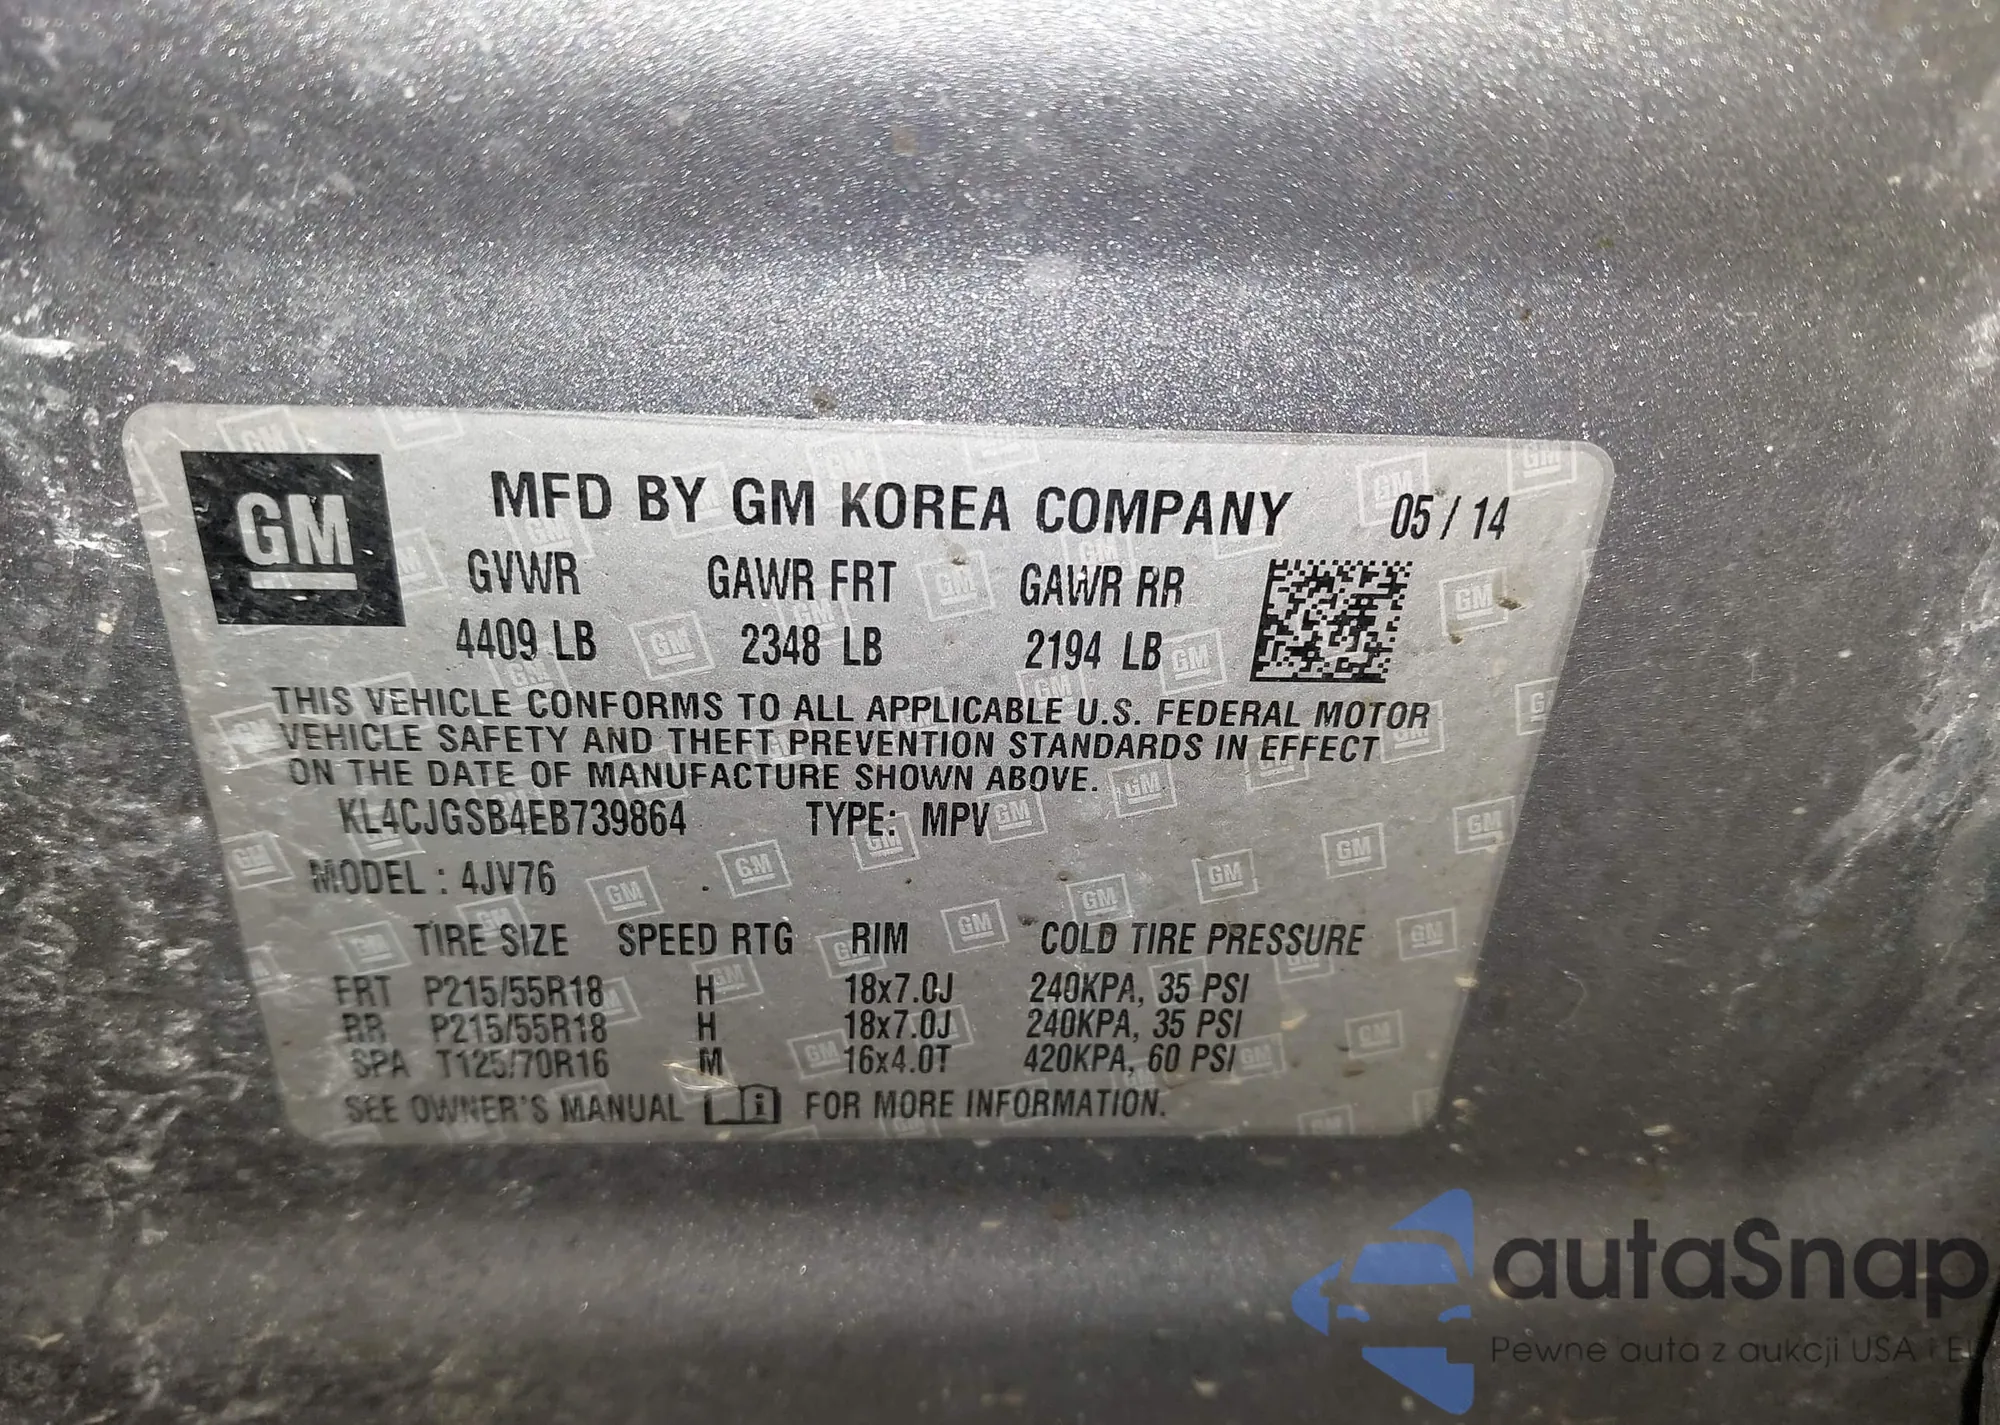 GM
MFD BY GM KOREA COMPANY 05 / 14
GVWR GAWR FRT GAWR RR
4409 LB 2348 LB 2194 LB
THIS VEHICLE CONFORMS TO ALL APPLICABLE U.S. FEDERAL MOTOR
VEHICLE SAFETY AND THEFT PREVENTION STANDARDS IN EFFECT
ON THE DATE OF MANUFACTURE SHOWN ABOVE.
KL4CJGSB4EB739864 TYPE: MPV
MODEL : 4JV76
TIRE SIZE SPEED RTG RIM COLD TIRE PRESSURE
FRT P215/55R18 H 18x7.0J 240KPA, 35 PSI
RR P215/55R18 H 18x7.0J 240KPA, 35 PSI
SPA T125/70R16 M 16x4.0T 420KPA, 60 PSI
SEE OWNER'S MANUAL i FOR MORE INFORMATION.
autaSnap
Pewne auta z aukcji USA i